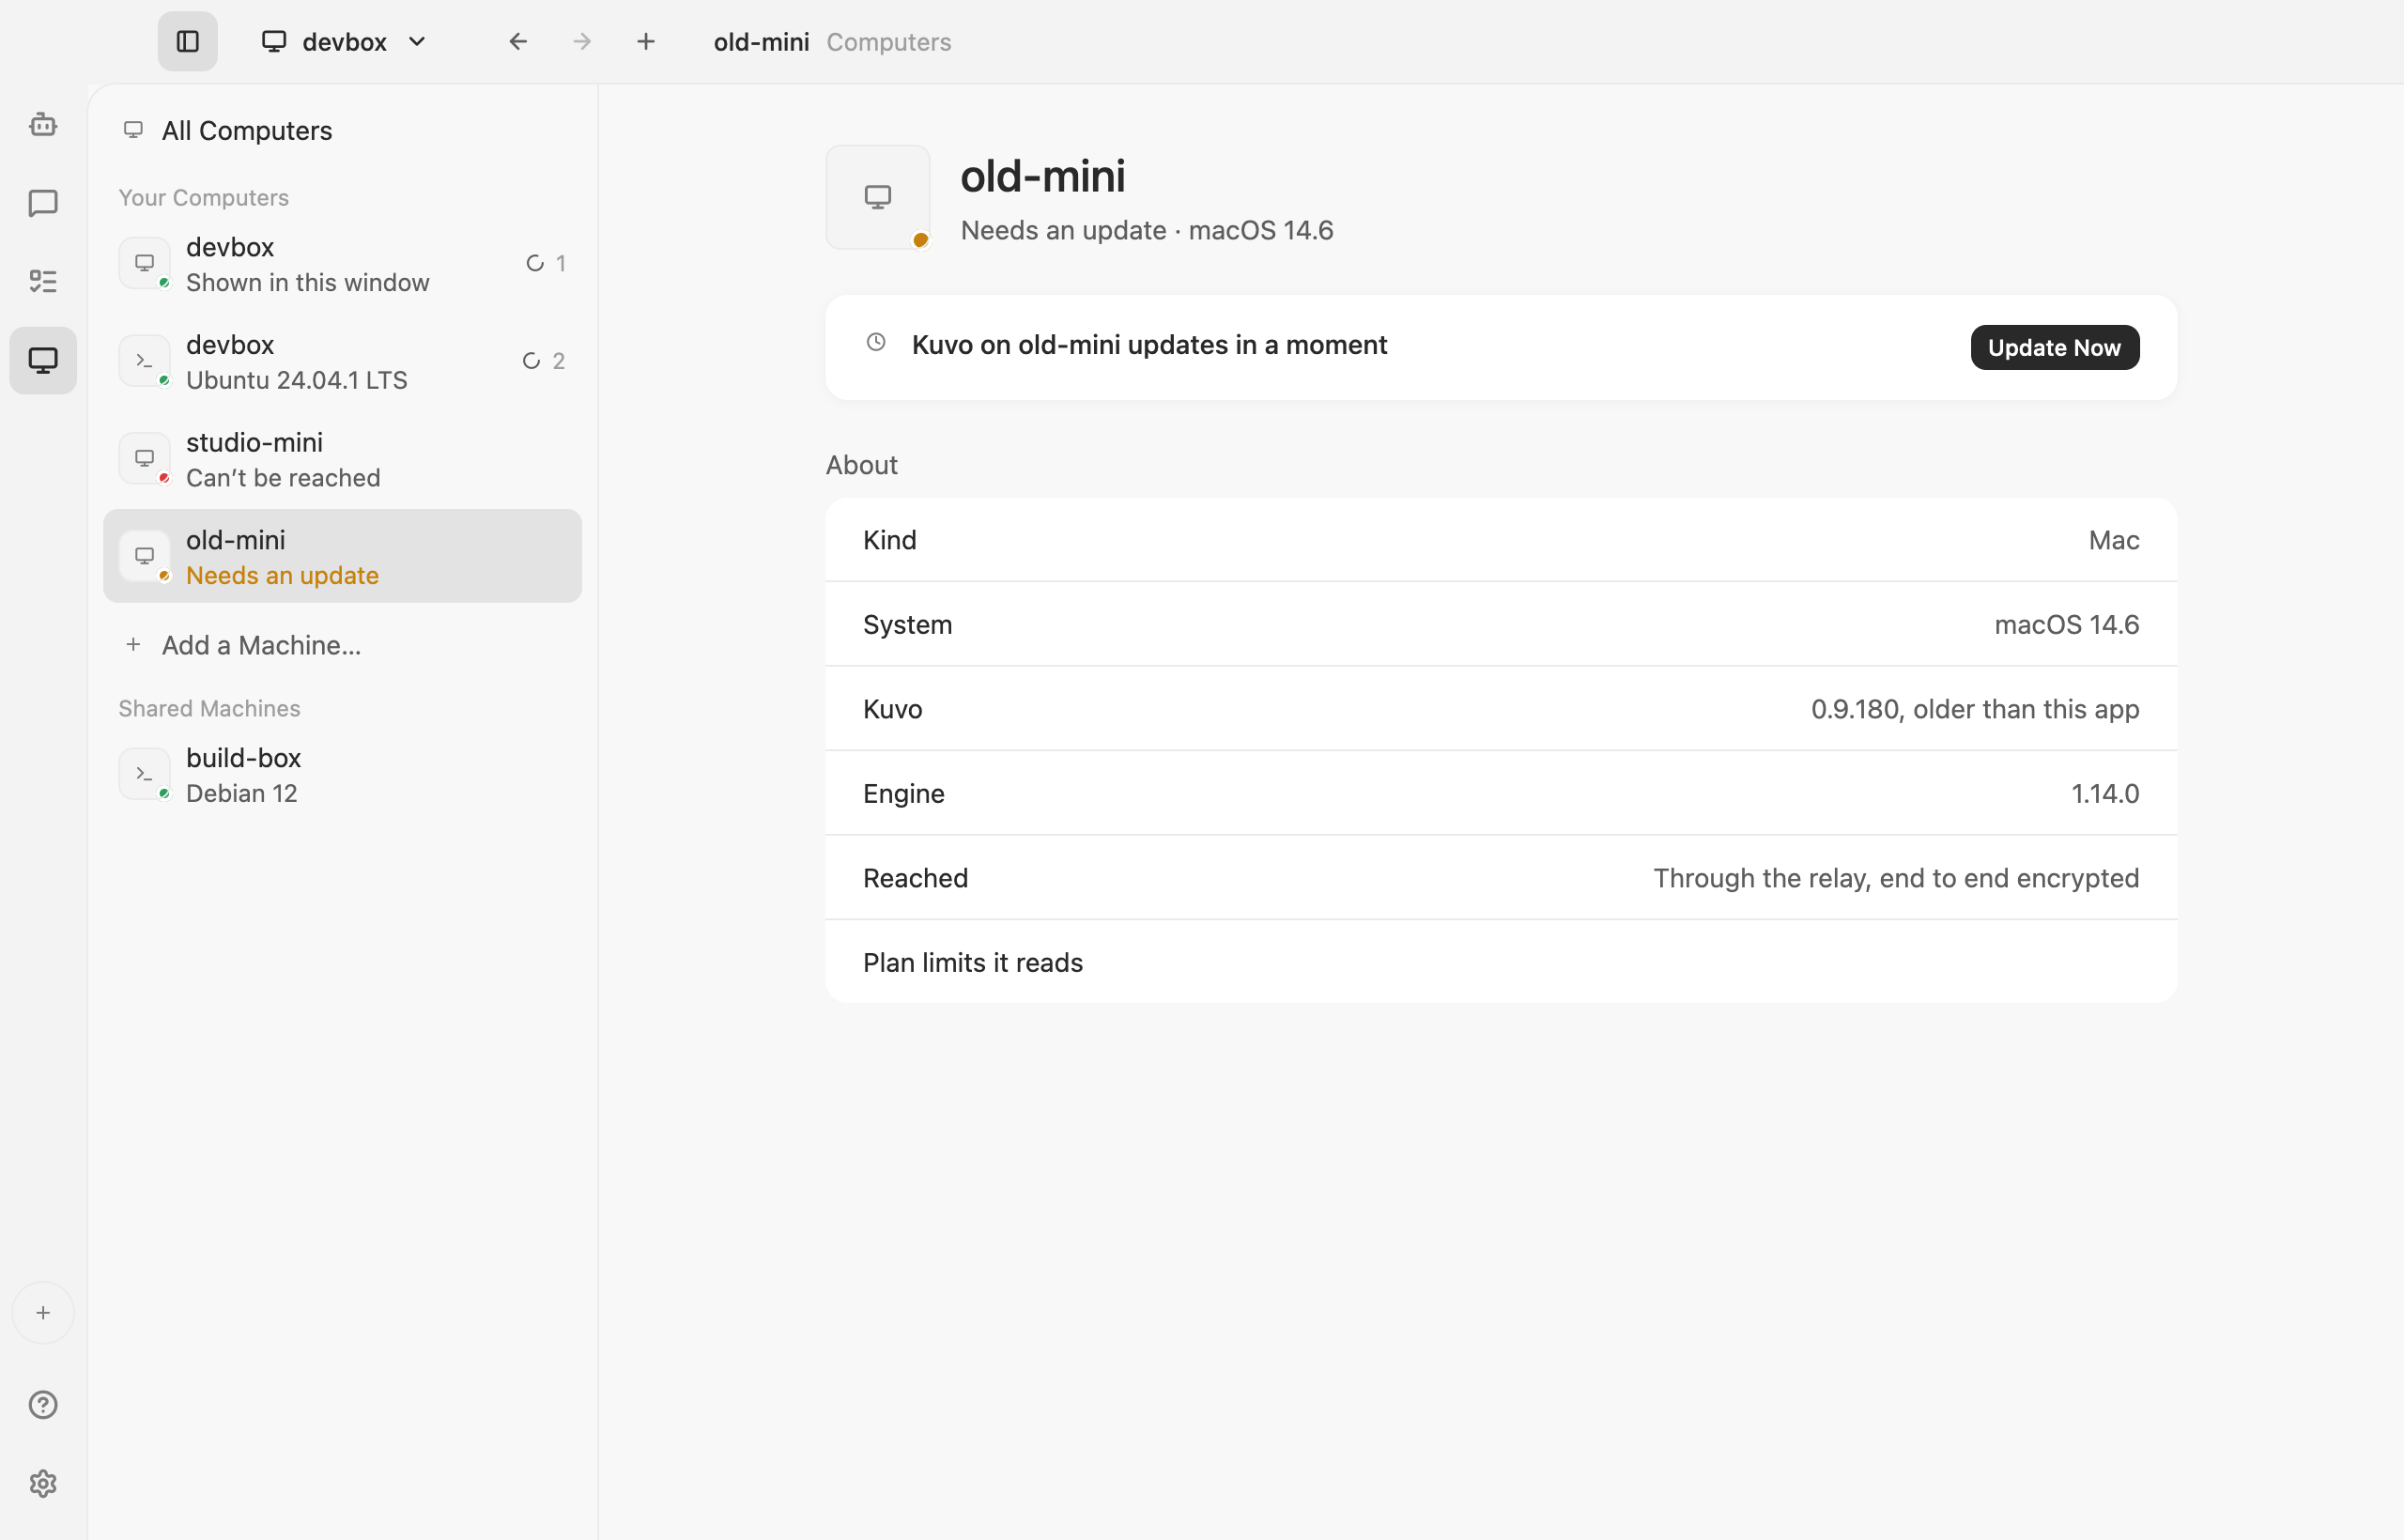 devbox
old-mini Computers
All Computers
Your Computers
devbox
Shown in this window
1
devbox
Ubuntu 24.04.1 LTS
2
studio-mini
Can’t be reached
old-mini
Needs an update
Add a Machine...
Shared Machines
build-box
Debian 12
old-mini
Needs an update · macOS 14.6
Kuvo on old-mini updates in a moment
Update Now
About
Kind Mac
System macOS 14.6
Kuvo 0.9.180, older than this app
Engine 1.14.0
Reached Through the relay, end to end encrypted
Plan limits it reads